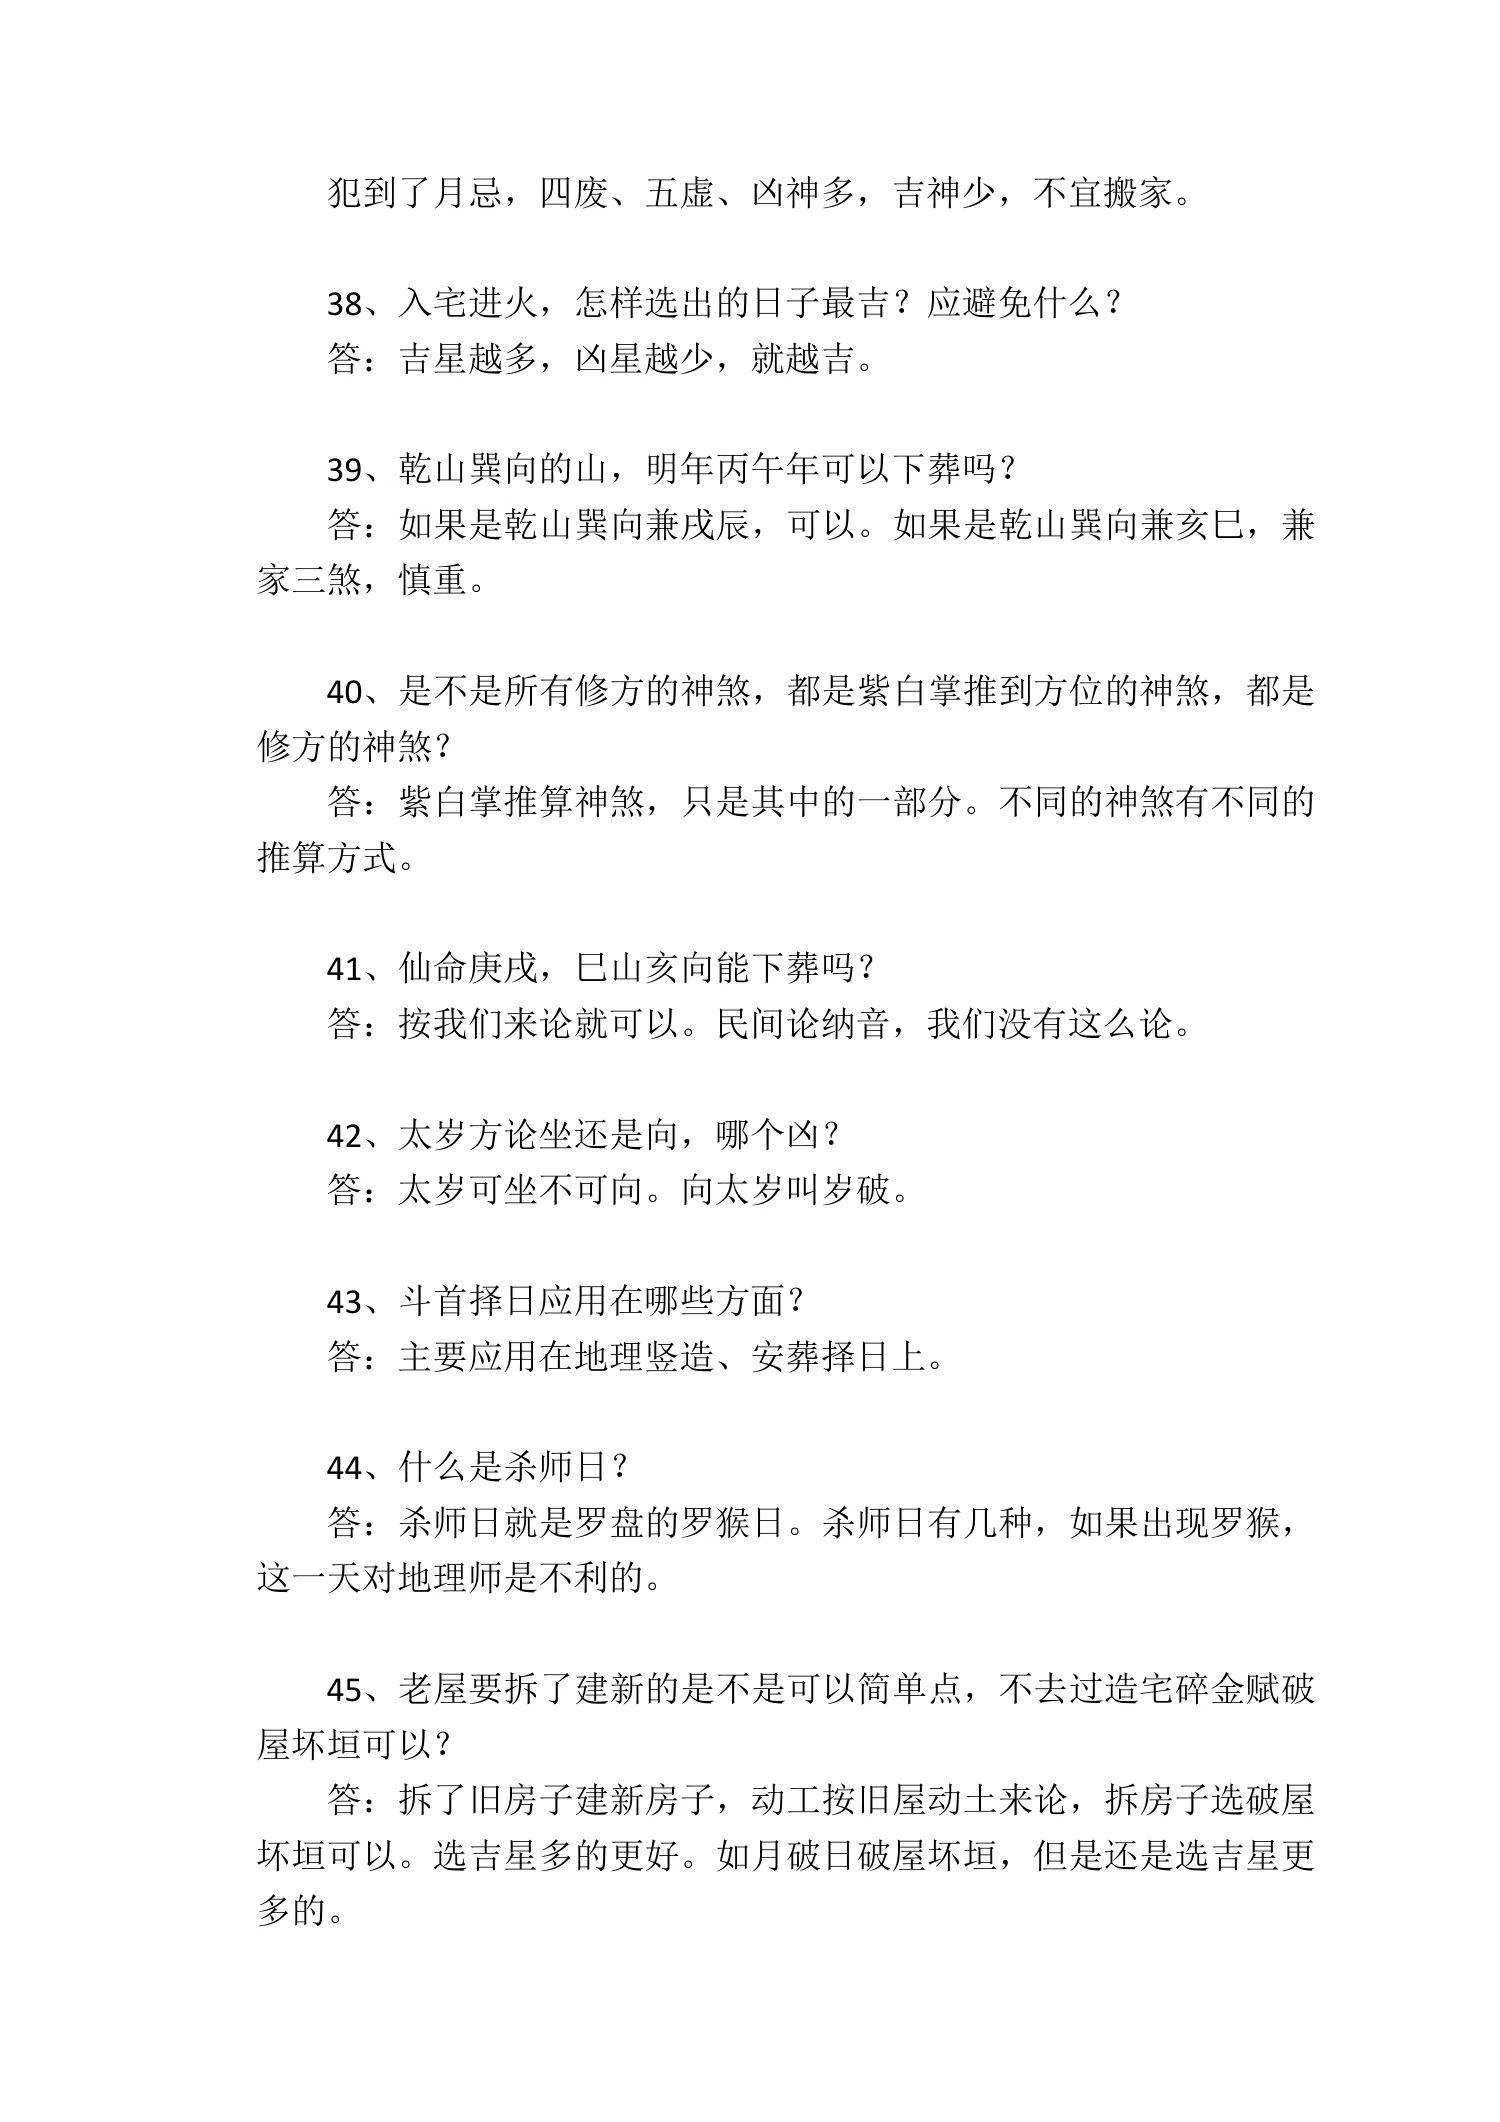 犯到了月忌，四废、五虚、凶神多，吉神少，不宜搬家。
38、入宅进火，怎样选出的日子最吉？应避免什么？
答：吉星越多，凶星越少，就越吉。
39、乾山巽向的山，明年丙午年可以下葬吗？
答：如果是乾山巽向兼戌辰，可以。如果是乾山巽向兼亥巳，兼
家三煞，慎重。
40、是不是所有修方的神煞，都是紫白掌推到方位的神煞，都是
修方的神煞？
答：紫白掌推算神煞，只是其中的一部分。不同的神煞有不同的
推算方式。
41、仙命庚戌，巳山亥向能下葬吗？
答：按我们来论就可以。民间论纳音，我们没有这么论。
42、太岁方论坐还是向，哪个凶？
答：太岁可坐不可向。向太岁叫岁破。
43、斗首择日应用在哪些方面？
答：主要应用在地理竖造、安葬择日上。
44、什么是杀师日？
答：杀师日就是罗盘的罗猴日。杀师日有几种，如果出现罗猴，
这一天对地理师是不利的。
45、老屋要拆了建新的是不是可以简单点，不去过造宅碎金赋破
屋坏垣可以？
答：拆了旧房子建新房子，动工按旧屋动土来论，拆房子选破屋
坏垣可以。选吉星多的更好。如月破日破屋坏垣，但是还是选吉星更
多的。